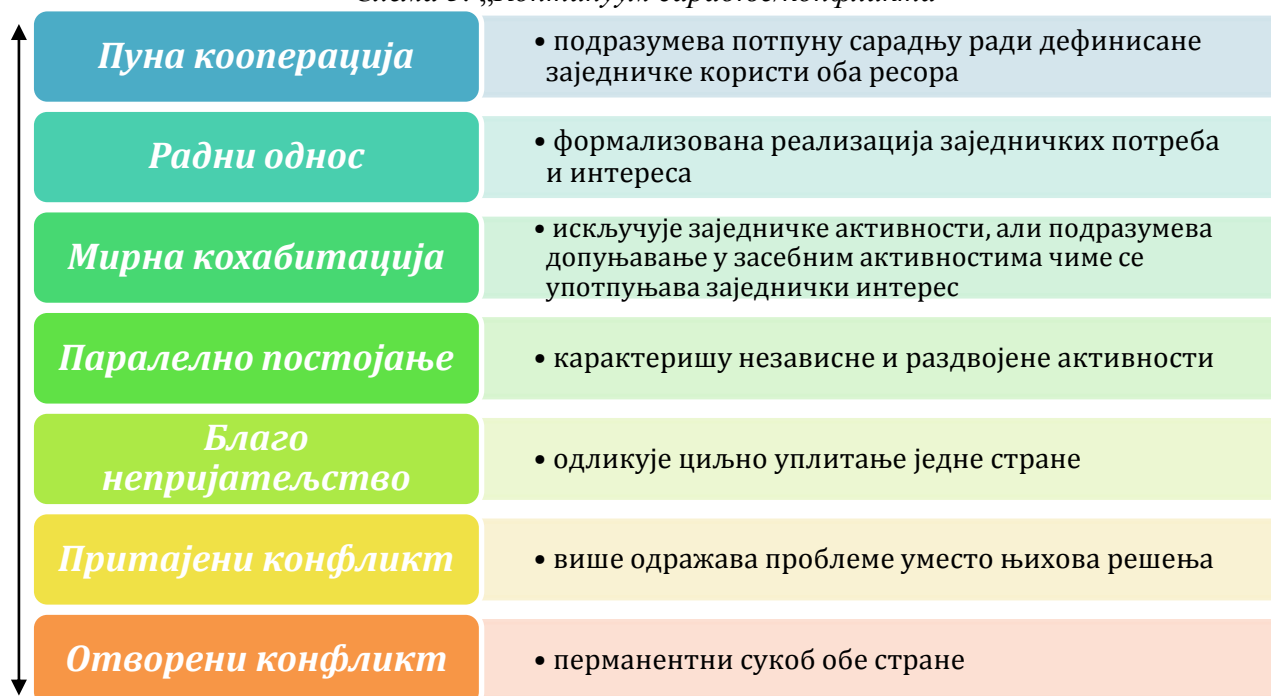 Пуна кооперација
• подразумева потпуну сарадњу ради дефинисане
заједничке користи оба ресора
Радни однос
• формализована реализација заједничких потреба
и интереса
Мирна кохабитација
• искључује заједничке активности, али подразумева
допуњавање у засебним активностима чиме се
употпуњава заједнички интерес
Паралелно постојање
• карактеришу независне и раздвојене активности
Благо
непријатељство
• одликује циљно уплитање једне стране
Притајени конфликт
• више одражава проблеме уместо њихова решења
Отворени конфликт
• перманентни сукоб обе стране